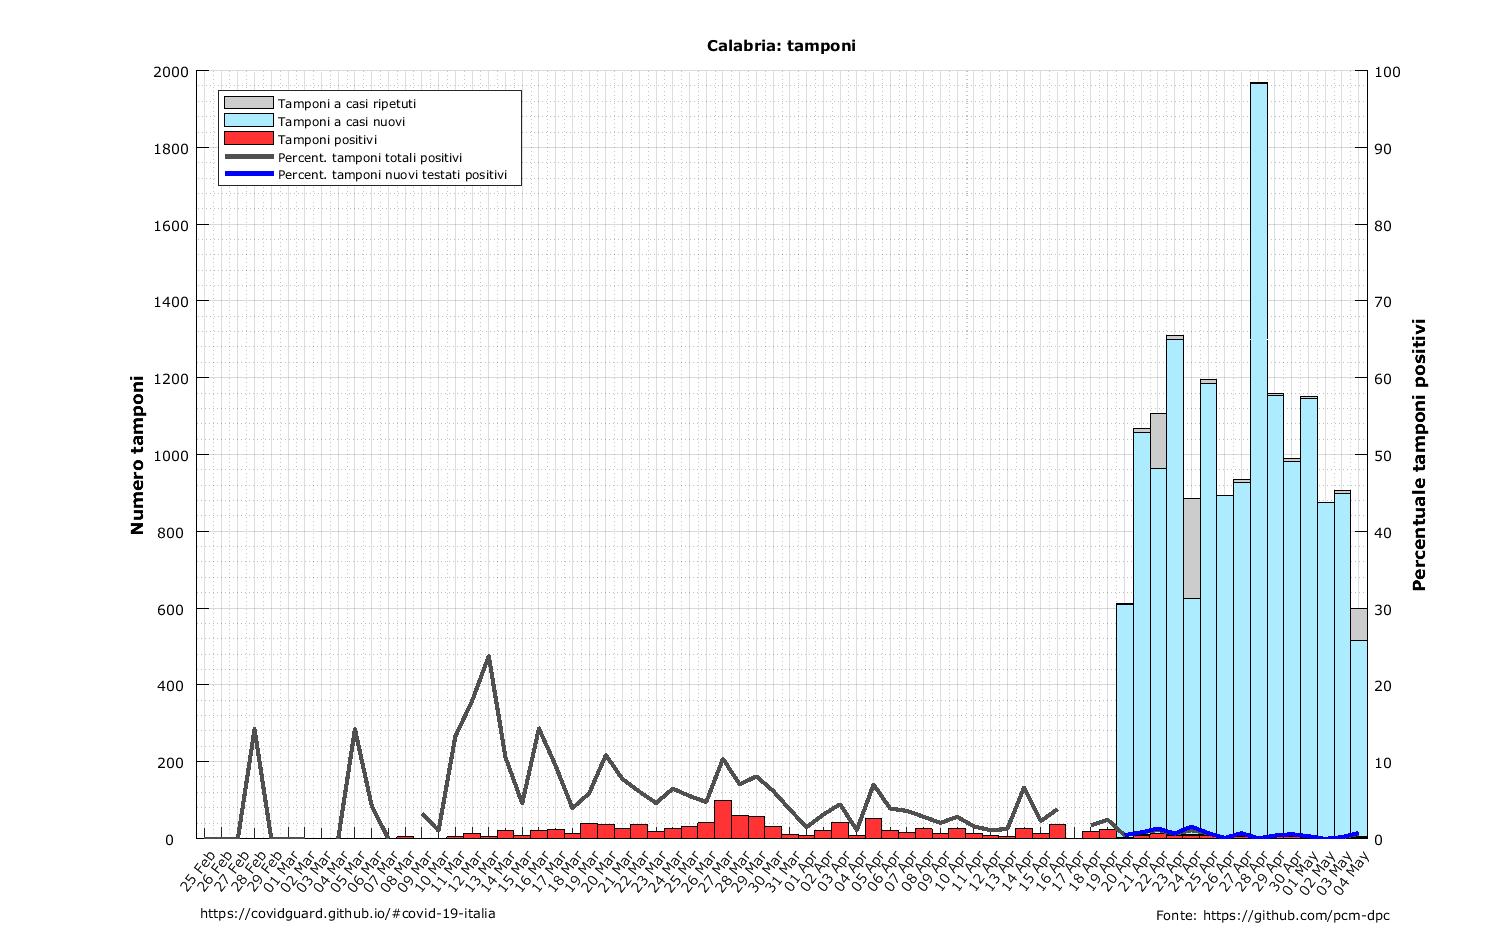 Calabria: tamponi
2000
1800
1600
1400
1200
1000
800
600
400
200
0
Numero tamponi
Tamponi a casi ripetuti
Tamponi a casi nuovi
Tamponi positivi
Percent. tamponi totali positivi
Percent. tamponi nuovi testati positivi
100
90
80
70
60
50
40
30
20
10
0
Percentuale tamponi positivi
25 Feb
26 Feb
27 Feb
28 Feb
29 Feb
01 Mar
02 Mar
03 Mar
04 Mar
05 Mar
06 Mar
07 Mar
08 Mar
09 Mar
10 Mar
11 Mar
12 Mar
13 Mar
14 Mar
15 Mar
16 Mar
17 Mar
18 Mar
19 Mar
20 Mar
21 Mar
22 Mar
23 Mar
24 Mar
25 Mar
26 Mar
27 Mar
28 Mar
29 Mar
30 Mar
31 Mar
01 Apr
02 Apr
03 Apr
04 Apr
05 Apr
06 Apr
07 Apr
08 Apr
09 Apr
10 Apr
11 Apr
12 Apr
13 Apr
14 Apr
15 Apr
16 Apr
17 Apr
18 Apr
19 Apr
20 Apr
21 Apr
22 Apr
23 Apr
24 Apr
25 Apr
26 Apr
27 Apr
28 Apr
29 Apr
30 Apr
01 May
02 May
03 May
04 May
https://covidguard.github.io/#covid-19-italia
Fonte: https://github.com/pcm-dpc